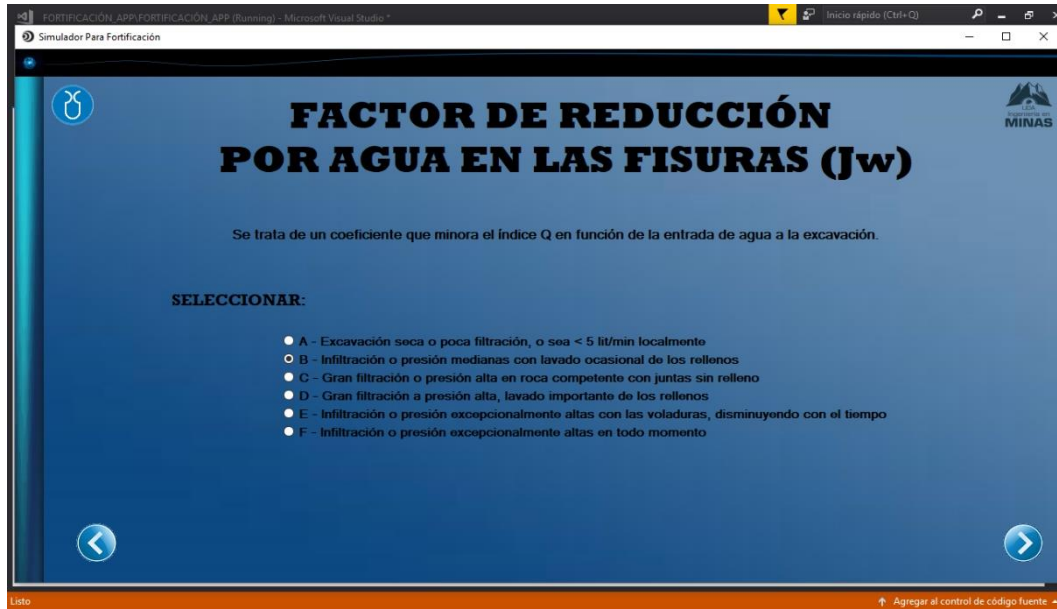 FORTIFICACIÓN_APP\FORTIFICACIÓN_APP (Running) - Microsoft Visual Studio *
Inicio rápido (Ctrl+Q)
Simulador Para Fortificación
FACTOR DE REDUCCIÓN
POR AGUA EN LAS FISURAS (Jw)
UDA
Ingeniería en
MINAS
Se trata de un coeficiente que minora el índice Q en función de la entrada de agua a la excavación.
SELECCIONAR:
A - Excavación seca o poca filtración, o sea < 5 lit/min localmente
B - Infiltración o presión medianas con lavado ocasional de los rellenos
C - Gran filtración o presión alta en roca competente con juntas sin relleno
D - Gran filtración a presión alta, lavado importante de los rellenos
E - Infiltración o presión excepcionalmente altas con las voladuras, disminuyendo con el tiempo
F - Infiltración o presión excepcionalmente altas en todo momento
Listo
Agregar al control de código fuente